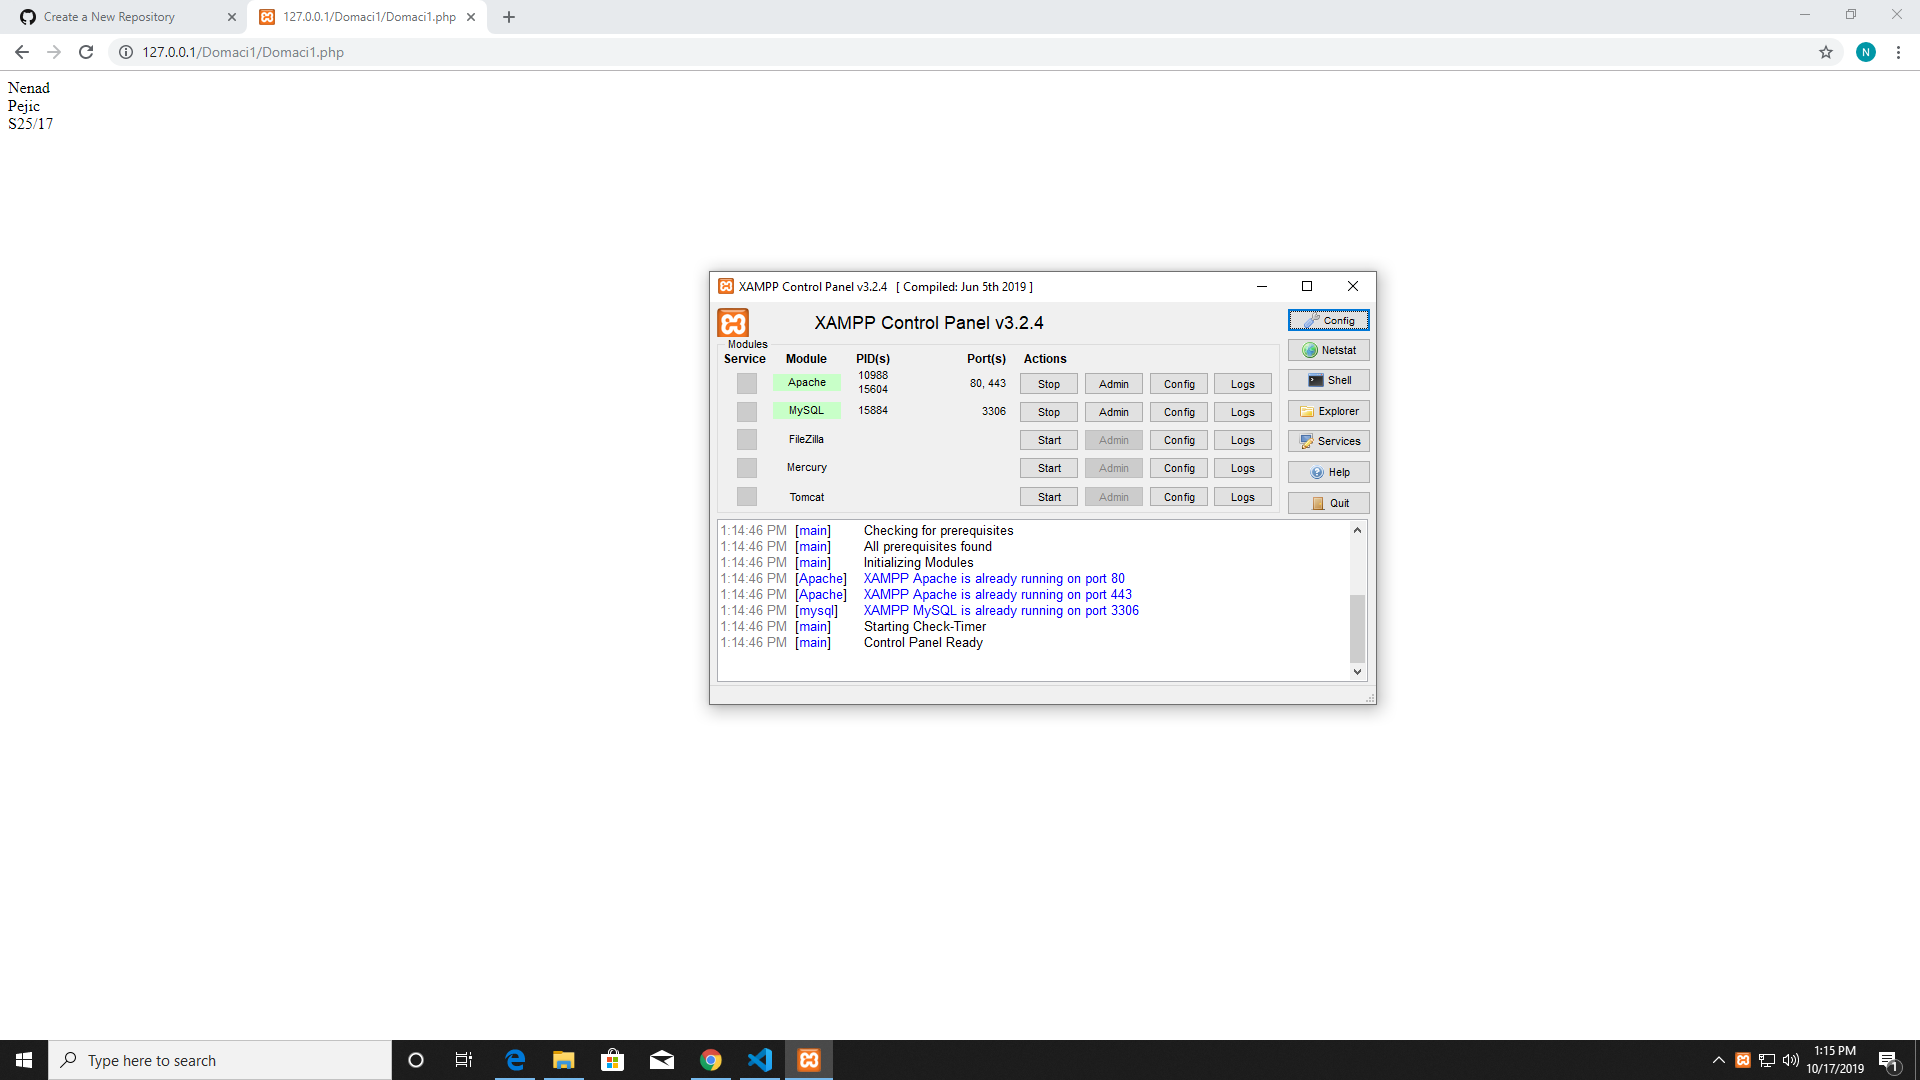 Create a New Repository
127.0.0.1/Domaci1/Domaci1.php
127.0.0.1/Domaci1/Domaci1.php
N
Nenad
Pejic
S25/17
XAMPP Control Panel v3.2.4 [ Compiled: Jun 5th 2019 ]
XAMPP Control Panel v3.2.4
Config
Modules
Service Module PID(s) Port(s) Actions
Netstat
Apache 10988 15604 80, 443 Stop Admin Config Logs
Shell
MySQL 15884 3306 Stop Admin Config Logs
Explorer
FileZilla Start Admin Config Logs
Services
Mercury Start Admin Config Logs
Help
Tomcat Start Admin Config Logs
Quit
1:14:46 PM [main] Checking for prerequisites
1:14:46 PM [main] All prerequisites found
1:14:46 PM [main] Initializing Modules
1:14:46 PM [Apache] XAMPP Apache is already running on port 80
1:14:46 PM [Apache] XAMPP Apache is already running on port 443
1:14:46 PM [mysql] XAMPP MySQL is already running on port 3306
1:14:46 PM [main] Starting Check-Timer
1:14:46 PM [main] Control Panel Ready
Type here to search
1:15 PM
10/17/2019
1